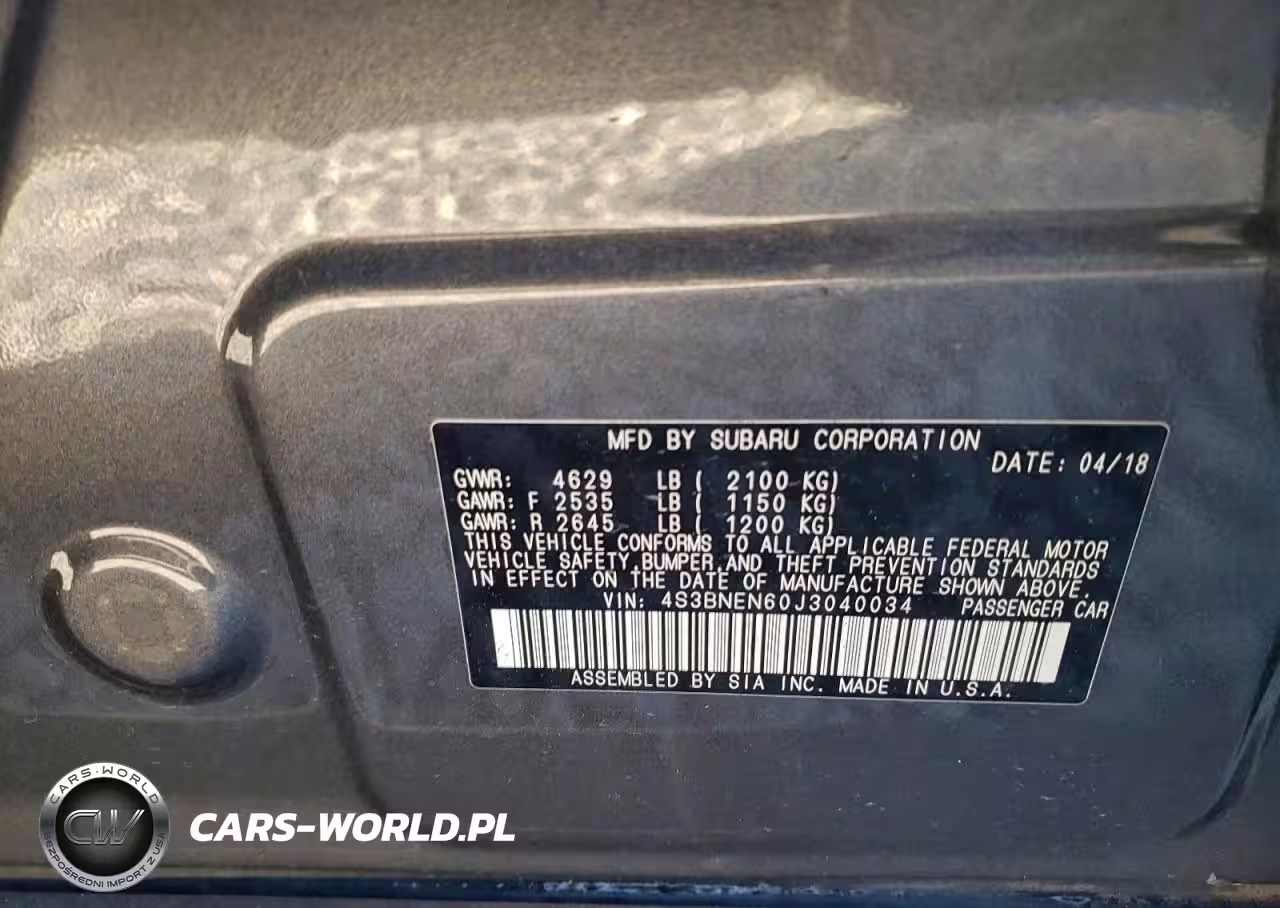 MFD BY SUBARU CORPORATION
DATE: 04/18
GVWR: 4629 LB ( 2100 KG)
GAWR: F 2535 LB ( 1150 KG)
GAWR: R 2645 LB ( 1200 KG)
THIS VEHICLE CONFORMS TO ALL APPLICABLE FEDERAL MOTOR
VEHICLE SAFETY,BUMPER,AND THEFT PREVENTION STANDARDS
IN EFFECT ON THE DATE OF MANUFACTURE SHOWN ABOVE.
VIN: 4S3BNEN60J3040034 PASSENGER CAR
ASSEMBLED BY SIA INC. MADE IN U.S.A.
CARS-WORLD
CW
BEZPOŚREDNI IMPORT Z USA
CARS-WORLD.PL